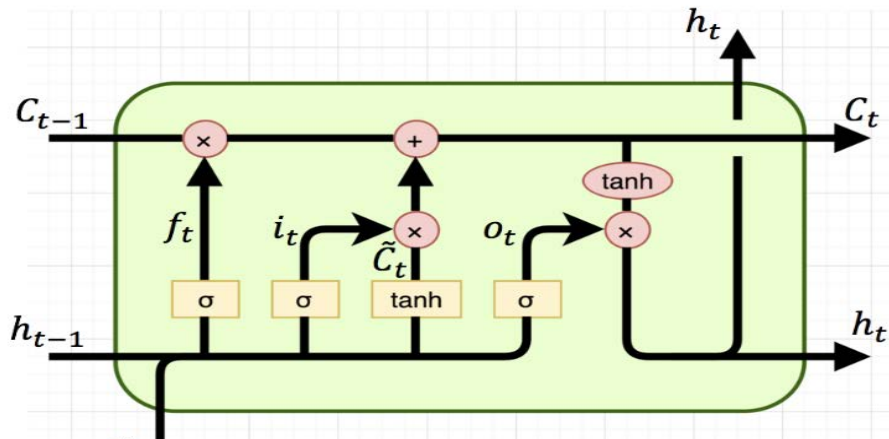 h_t
C_{t-1}
×
+
C_t
tanh
f_t
i_t
×
o_t
×
C̃_t
σ
σ
tanh
σ
h_{t-1}
h_t